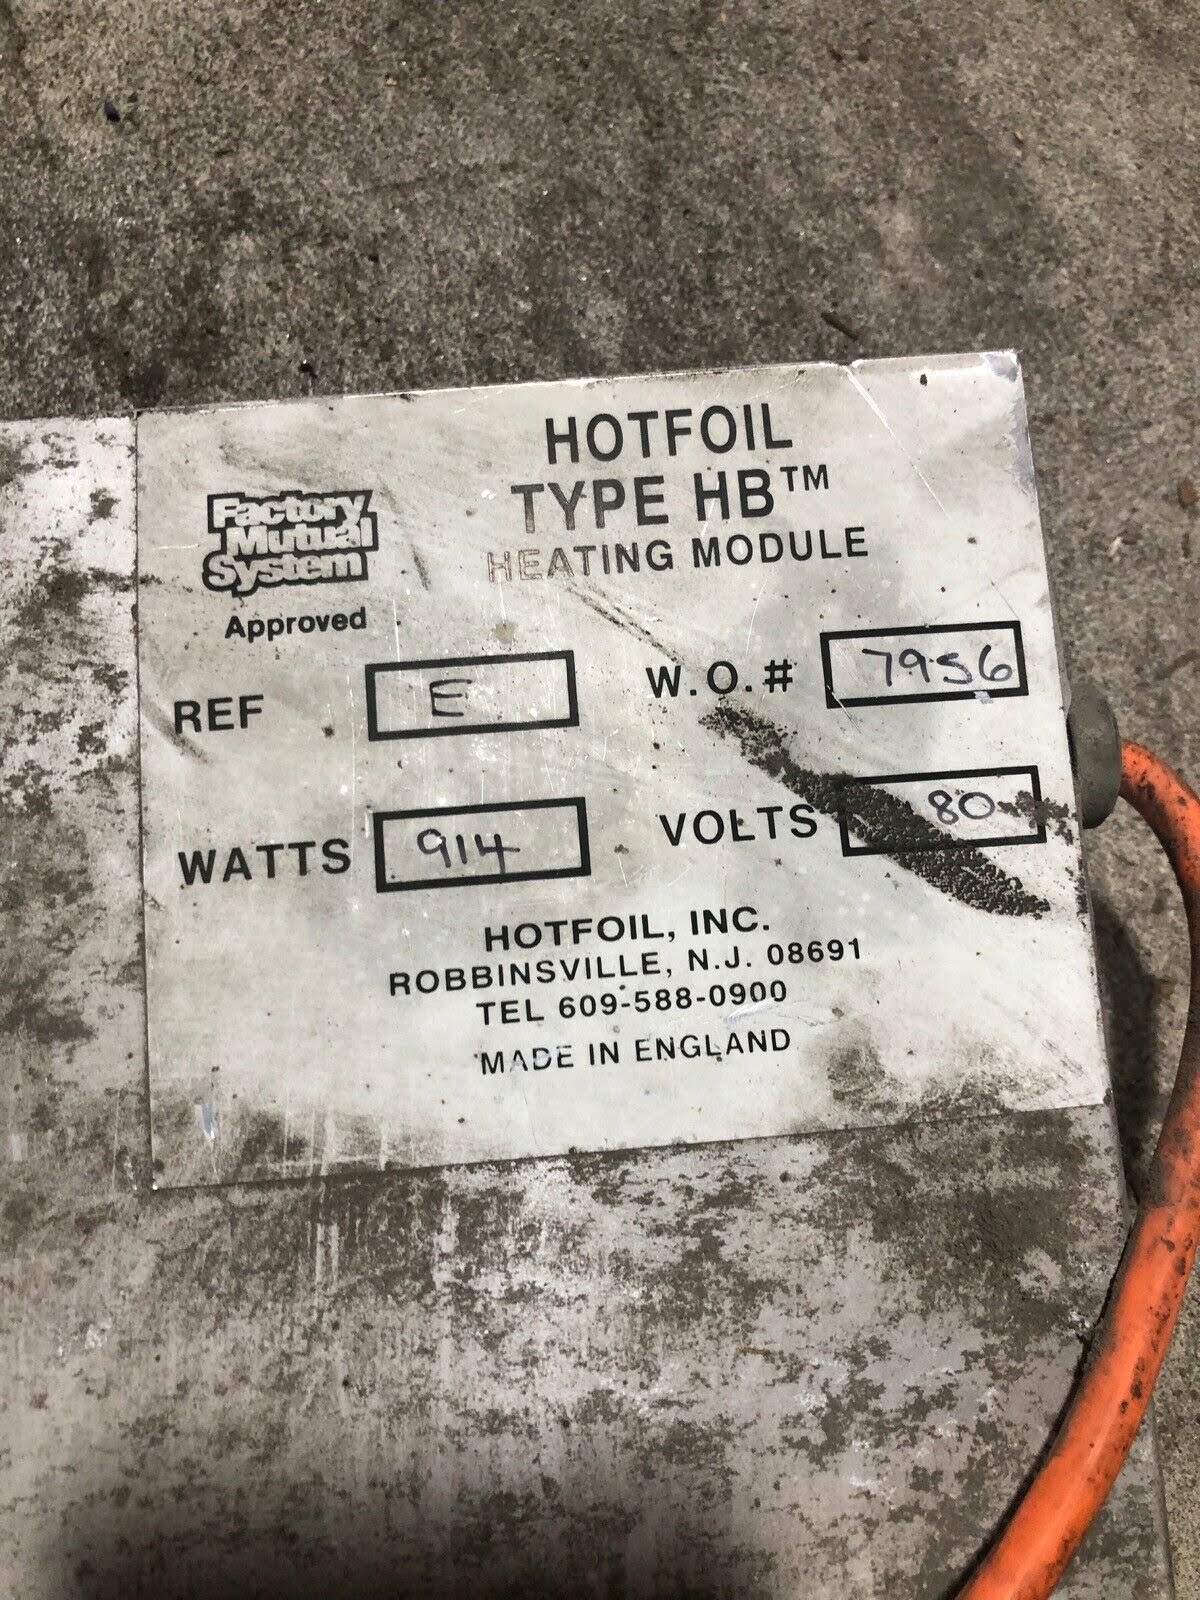 HOTFOIL
TYPE HB™
HEATING MODULE
Factory
Mutual
System
Approved
REF E
W.O.# 7956
WATTS 914
VOLTS 80
HOTFOIL, INC.
ROBBINSVILLE, N.J. 08691
TEL 609-588-0900
MADE IN ENGLAND